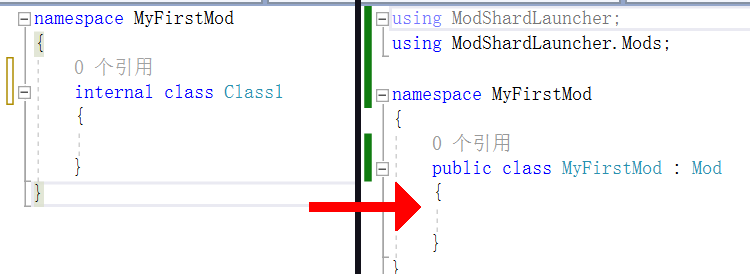 namespace MyFirstMod
{
0 个引用
internal class Class1
{
}
}
using ModShardLauncher;
using ModShardLauncher.Mods;
namespace MyFirstMod
{
0 个引用
public class MyFirstMod : Mod
{
}
}